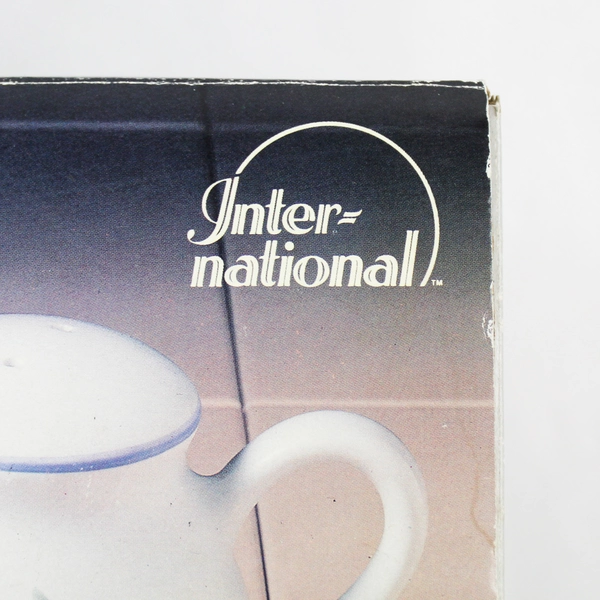 Inter-
national™